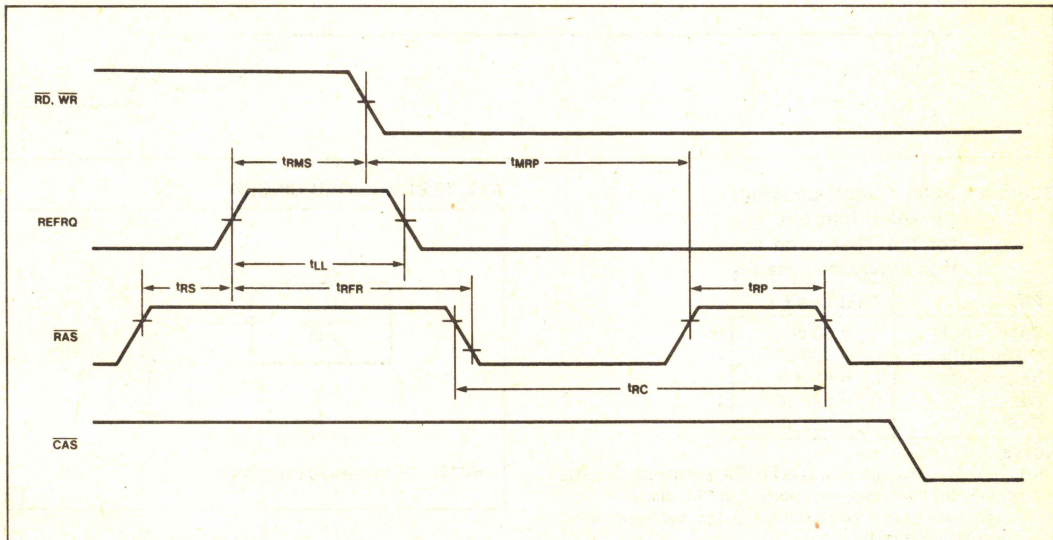 RD, WR
tRMS
tMRP
REFRQ
tLL
tRS
tRFR
tRP
RAS
tRC
CAS